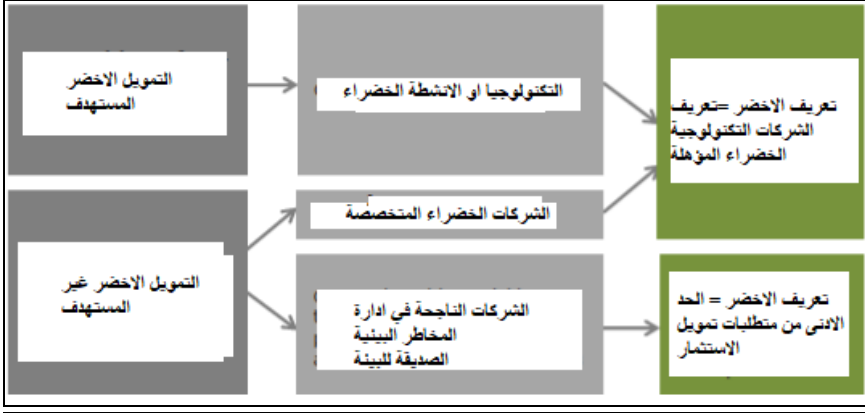 التمويل الاخضر
المستهدف
التكنولوجيا او الانشطة الخضراء
تعريف الاخضر =تعريف
الشركات التكنولوجية
الخضراء المؤهلة
الشركات الخضراء المتخصصة
التمويل الاخضر غير
المستهدف
الشركات الناجحة في ادارة
المخاطر البيئية
الصديقة للبيئة
تعريف الاخضر = الحد
الادنى من متطلبات تمويل
الاستثمار